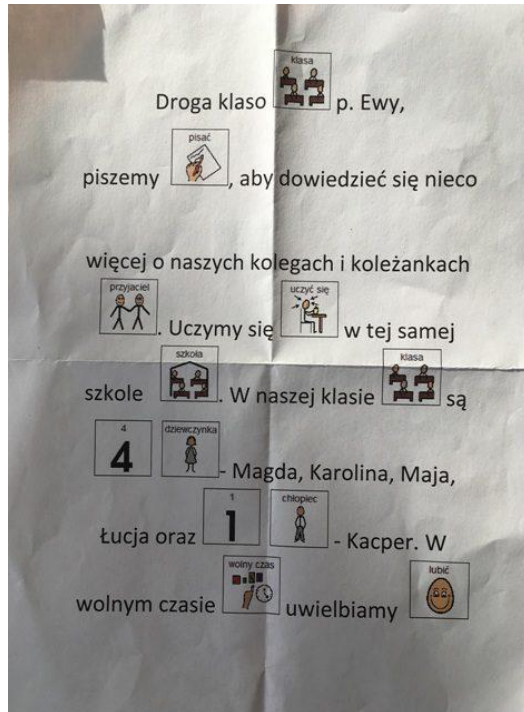 klasa
Droga klaso p. Ewy,
pisać
piszemy , aby dowiedzieć się nieco
więcej o naszych kolegach i koleżankach
przyjaciel uczyć się
. Uczymy się w tej samej
szkoła klasa
szkole . W naszej klasie są
4 dziewczynka
4 - Magda, Karolina, Maja,
1 chłopiec
Łucja oraz 1 - Kacper. W
wolny czas lubić
wolnym czasie uwielbiamy